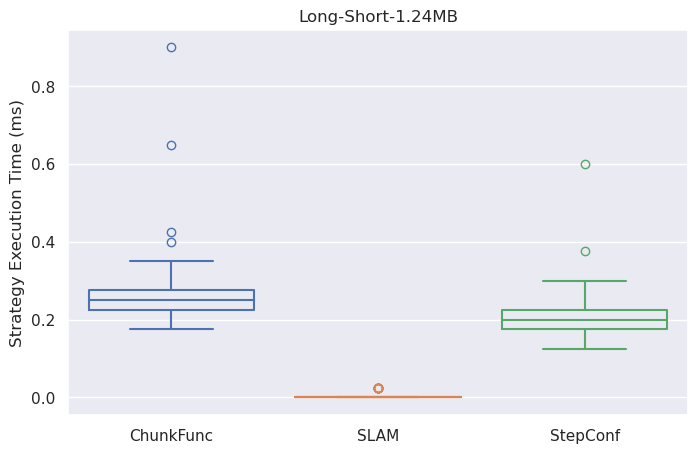 Long-Short-1.24MB
Strategy Execution Time (ms)
0.8
0.6
0.4
0.2
0.0
ChunkFunc
SLAM
StepConf